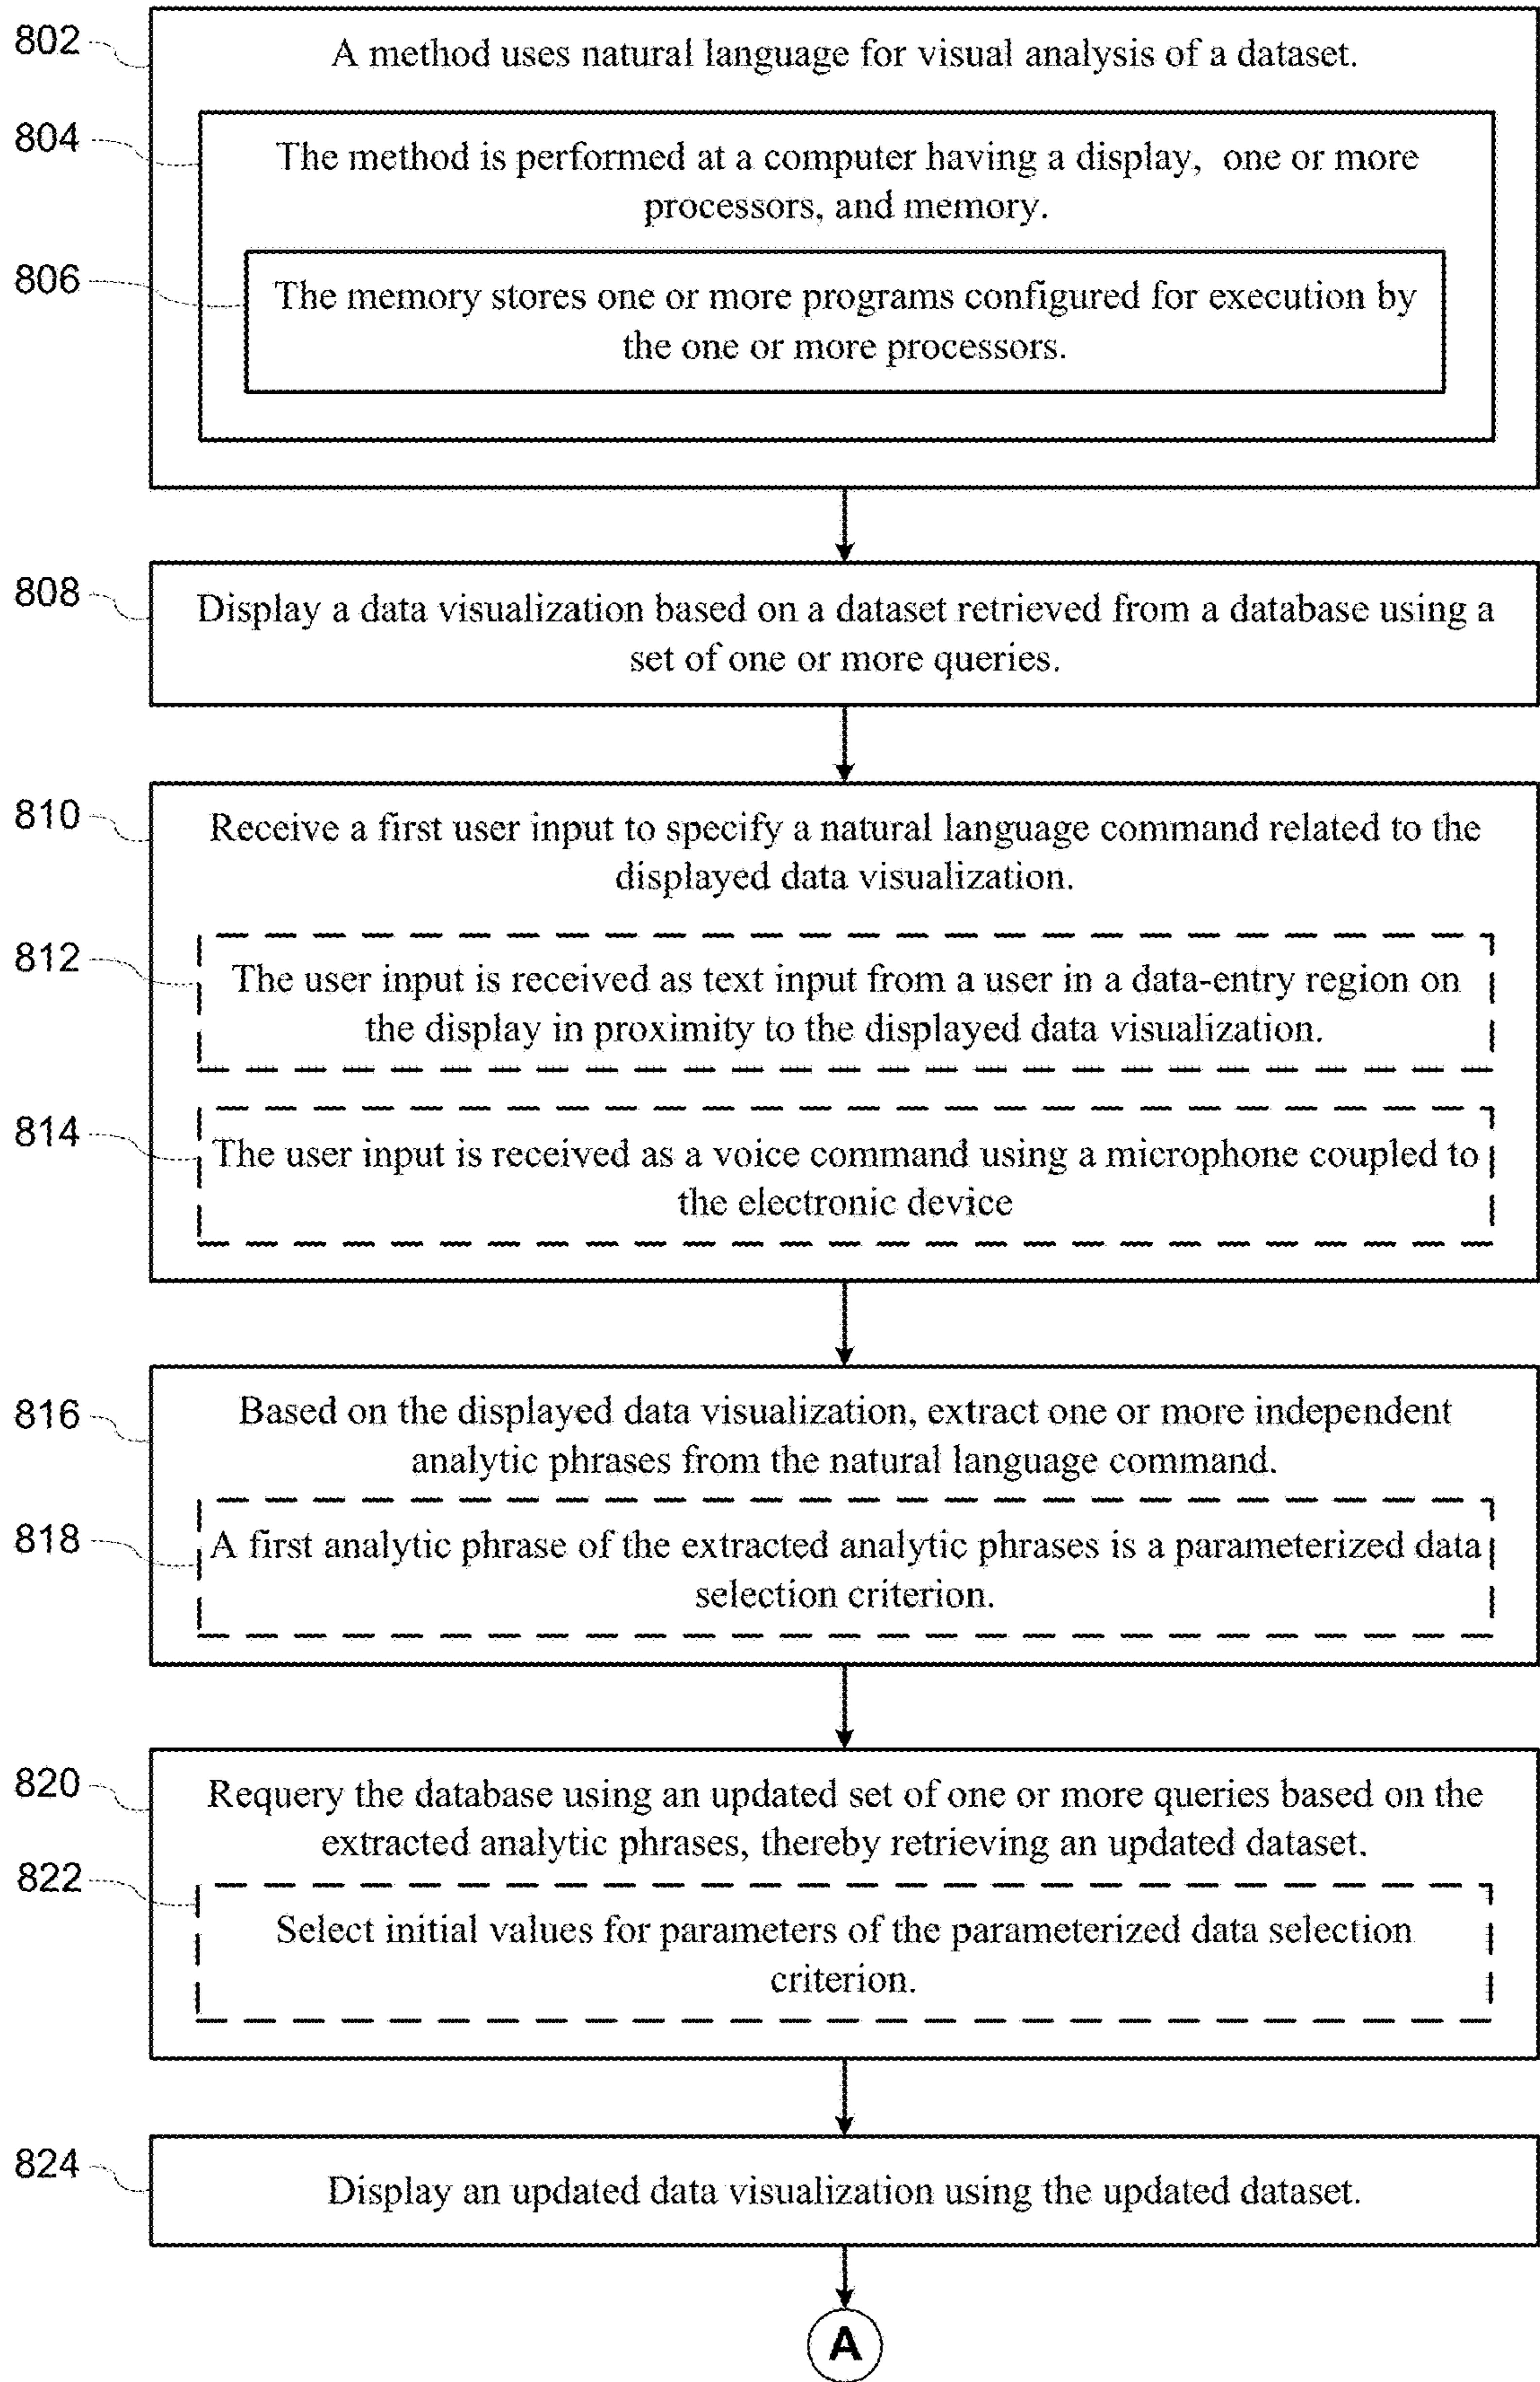 802
A method uses natural language for visual analysis of a dataset.
804
The method is performed at a computer having a display, one or more
processors, and memory.
806
The memory stores one or more programs configured for execution by
the one or more processors.
808
Display a data visualization based on a dataset retrieved from a database using a
set of one or more queries.
810
Receive a first user input to specify a natural language command related to the
displayed data visualization.
812
The user input is received as text input from a user in a data-entry region on
the display in proximity to the displayed data visualization.
814
The user input is received as a voice command using a microphone coupled to
the electronic device
816
Based on the displayed data visualization, extract one or more independent
analytic phrases from the natural language command.
818
A first analytic phrase of the extracted analytic phrases is a parameterized data
selection criterion.
820
Requery the database using an updated set of one or more queries based on the
extracted analytic phrases, thereby retrieving an updated dataset.
822
Select initial values for parameters of the parameterized data selection
criterion.
824
Display an updated data visualization using the updated dataset.
A